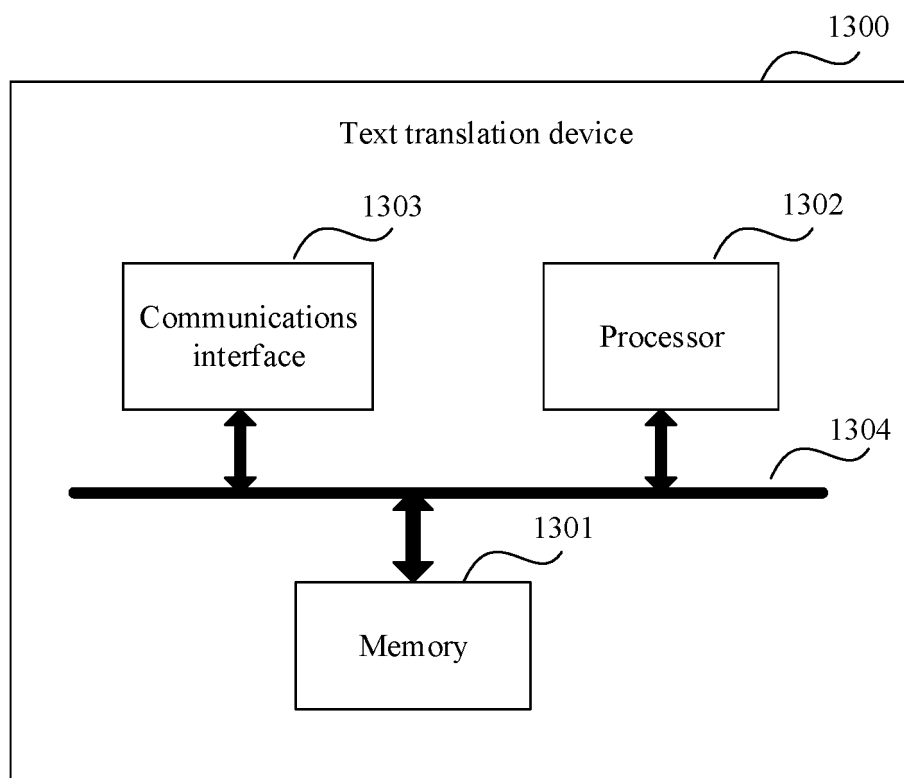 1300
Text translation device
1303
1302
Communications
interface
Processor
1304
1301
Memory